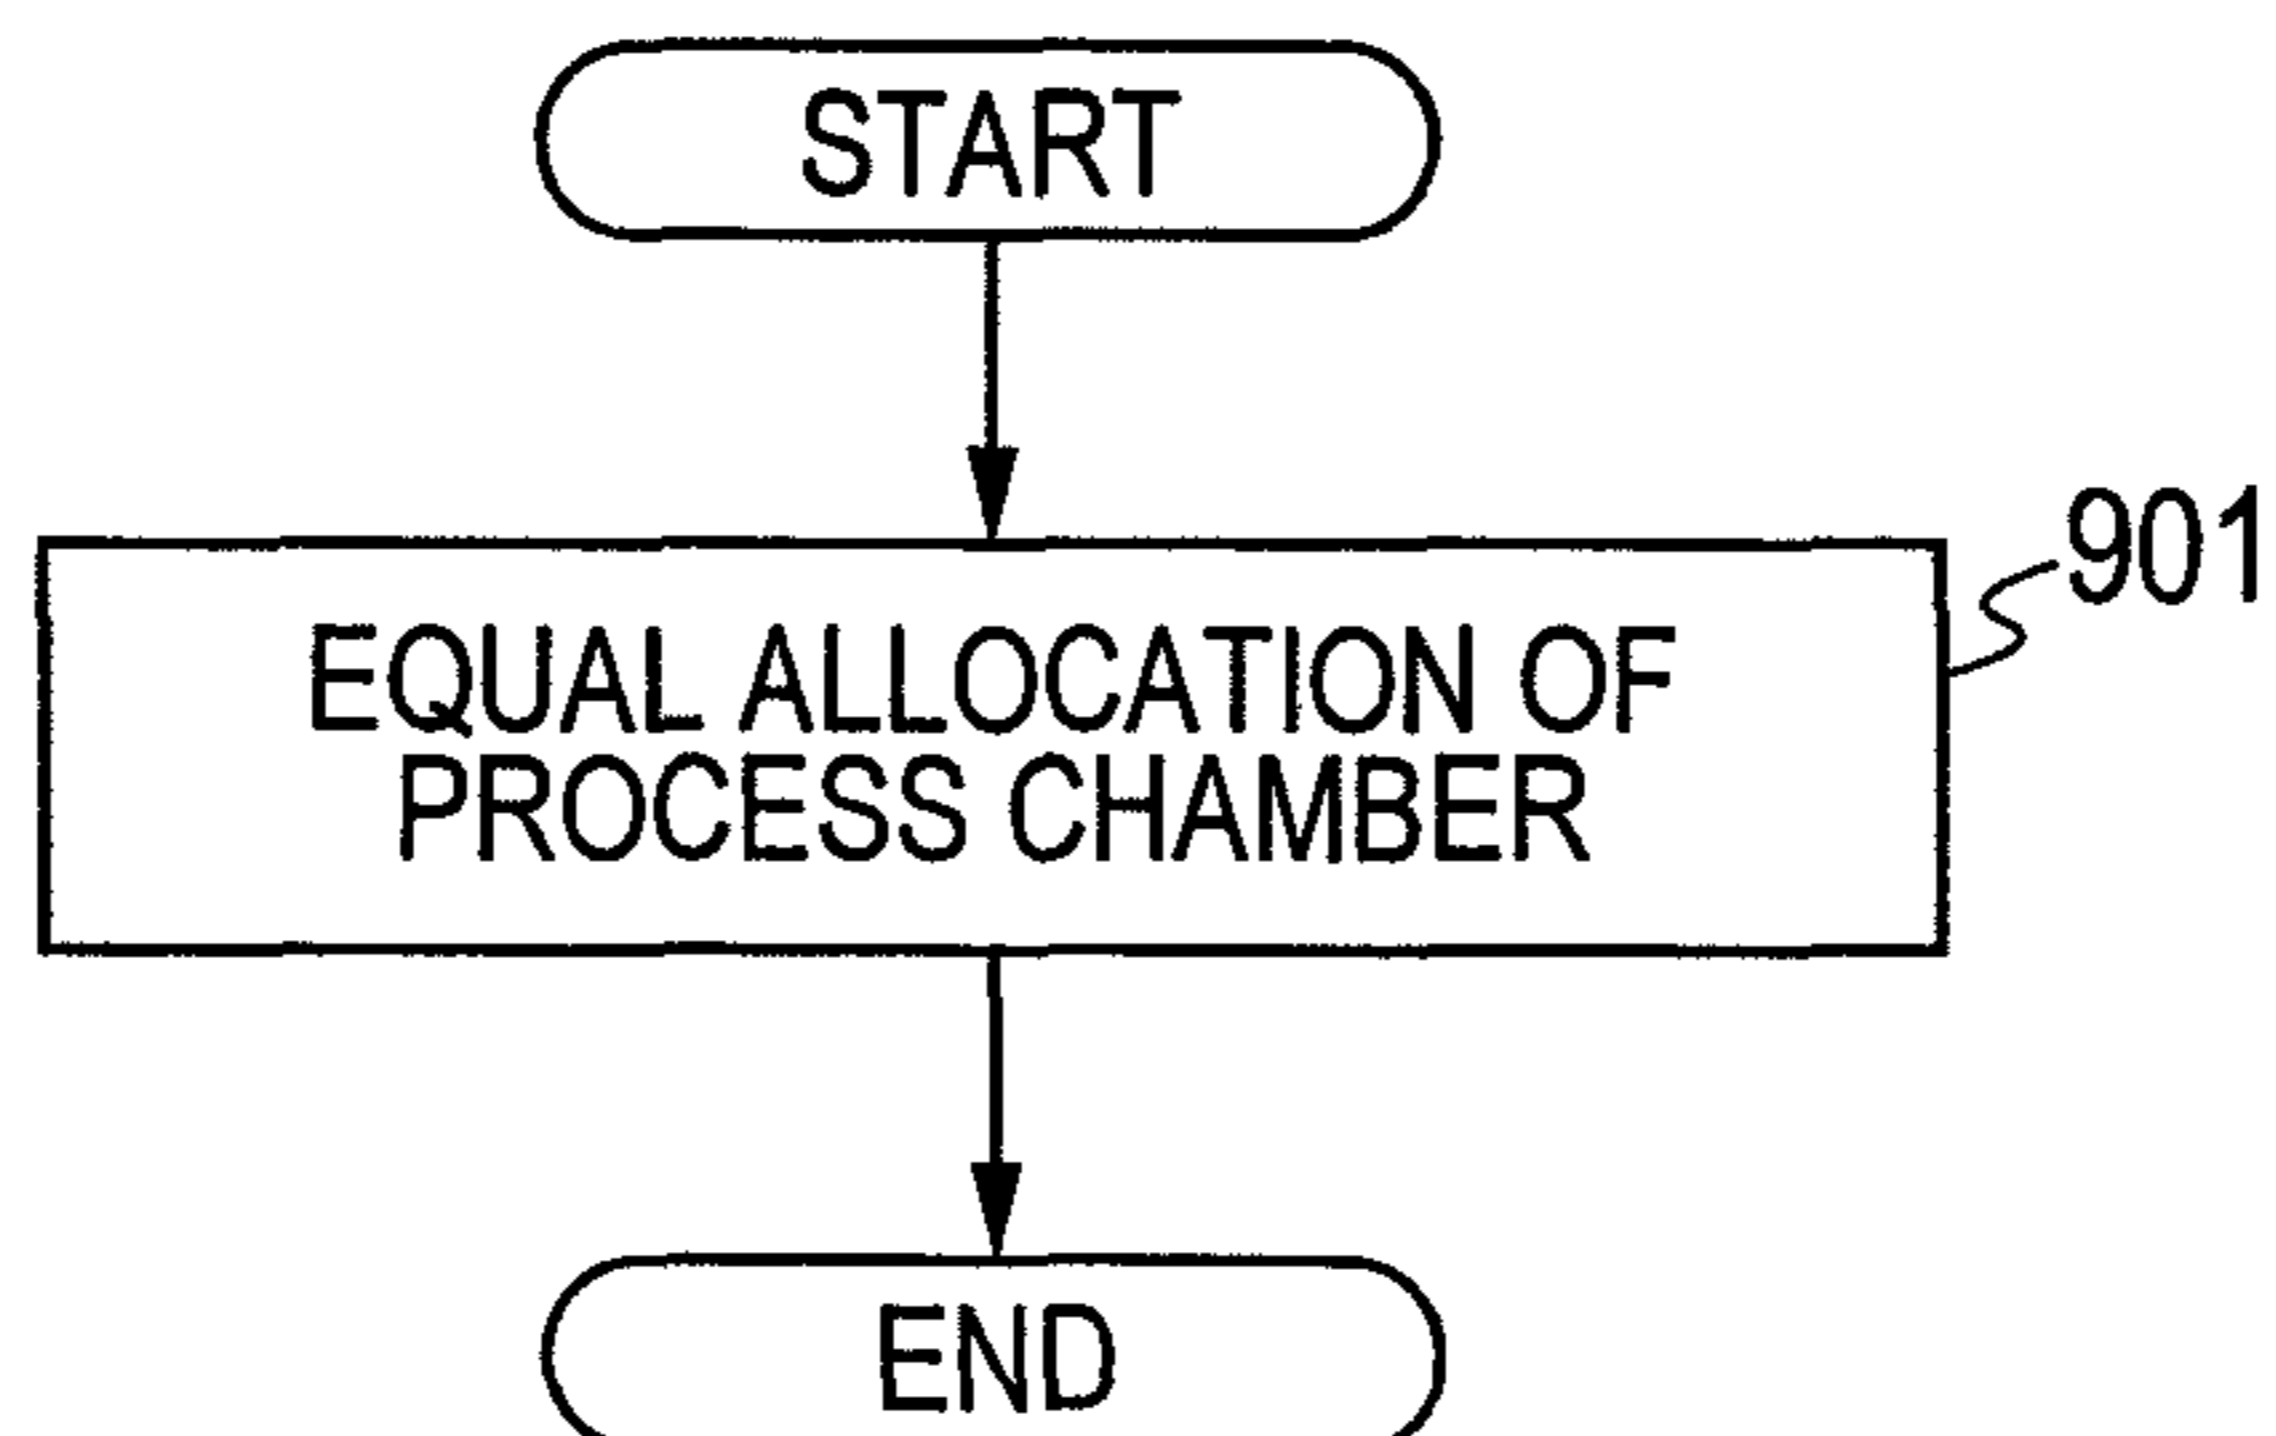 START
901
EQUAL ALLOCATION OF
PROCESS CHAMBER
END